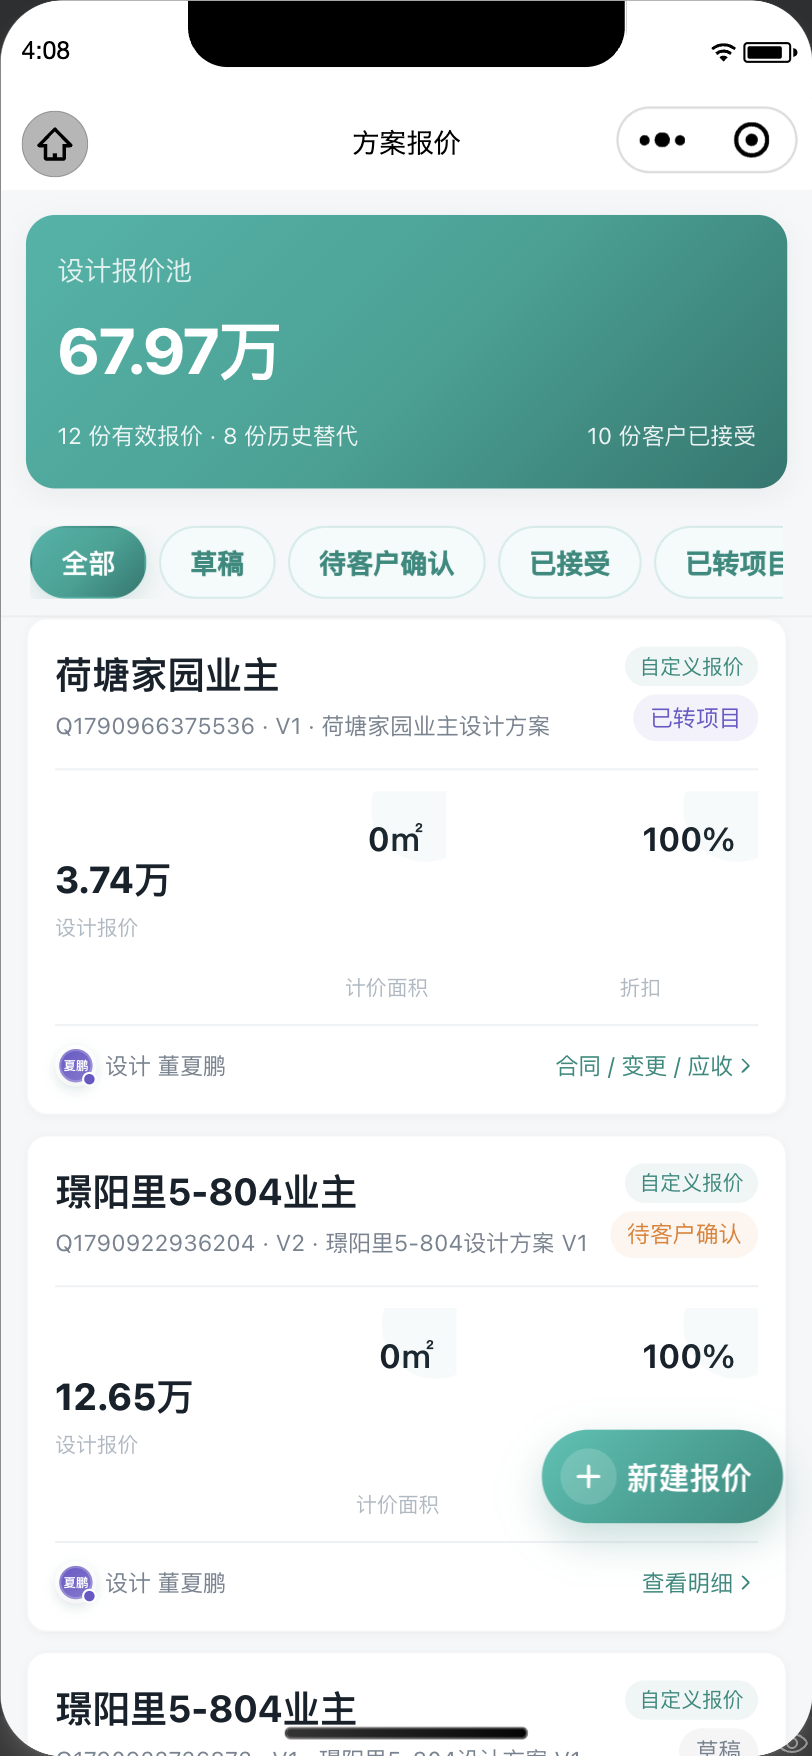 4:08
方案报价
设计报价池
67.97万
12 份有效报价 · 8 份历史替代
10 份客户已接受
全部
草稿
待客户确认
已接受
已转项目
荷塘家园业主
自定义报价
Q1790966375536 · V1 · 荷塘家园业主设计方案
已转项目
3.74万
设计报价
0㎡
计价面积
100%
折扣
夏鹏
设计 董夏鹏
合同 / 变更 / 应收
璟阳里5-804业主
自定义报价
Q1790922936204 · V2 · 璟阳里5-804设计方案 V1
待客户确认
12.65万
设计报价
0㎡
计价面积
100%
新建报价
夏鹏
设计 董夏鹏
查看明细
璟阳里5-804业主
自定义报价
草稿